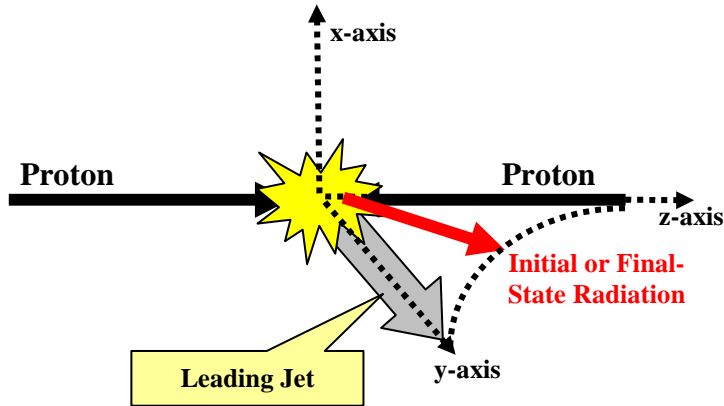 x-axis
Proton
Proton
z-axis
Initial or Final-
State Radiation
Leading Jet
y-axis